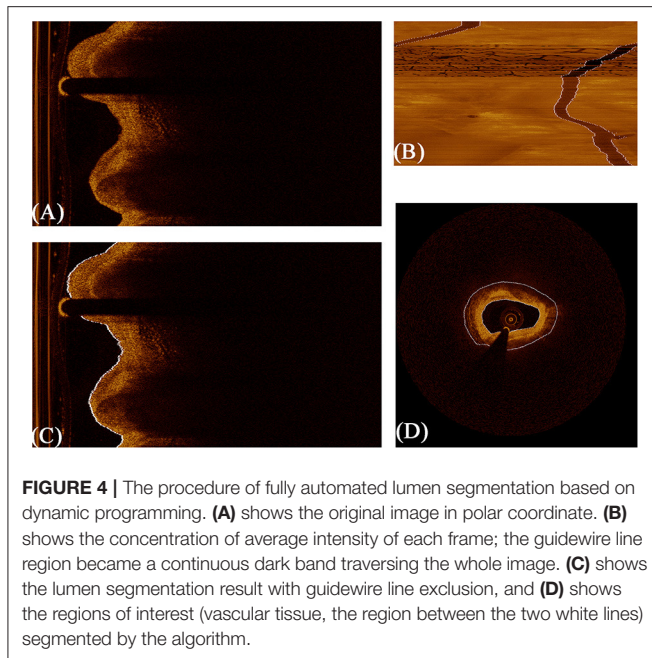 (A)
(B)
(C)
(D)
FIGURE 4 | The procedure of fully automated lumen segmentation based on
dynamic programming. (A) shows the original image in polar coordinate. (B)
shows the concentration of average intensity of each frame; the guidewire line
region became a continuous dark band traversing the whole image. (C) shows
the lumen segmentation result with guidewire line exclusion, and (D) shows
the regions of interest (vascular tissue, the region between the two white lines)
segmented by the algorithm.